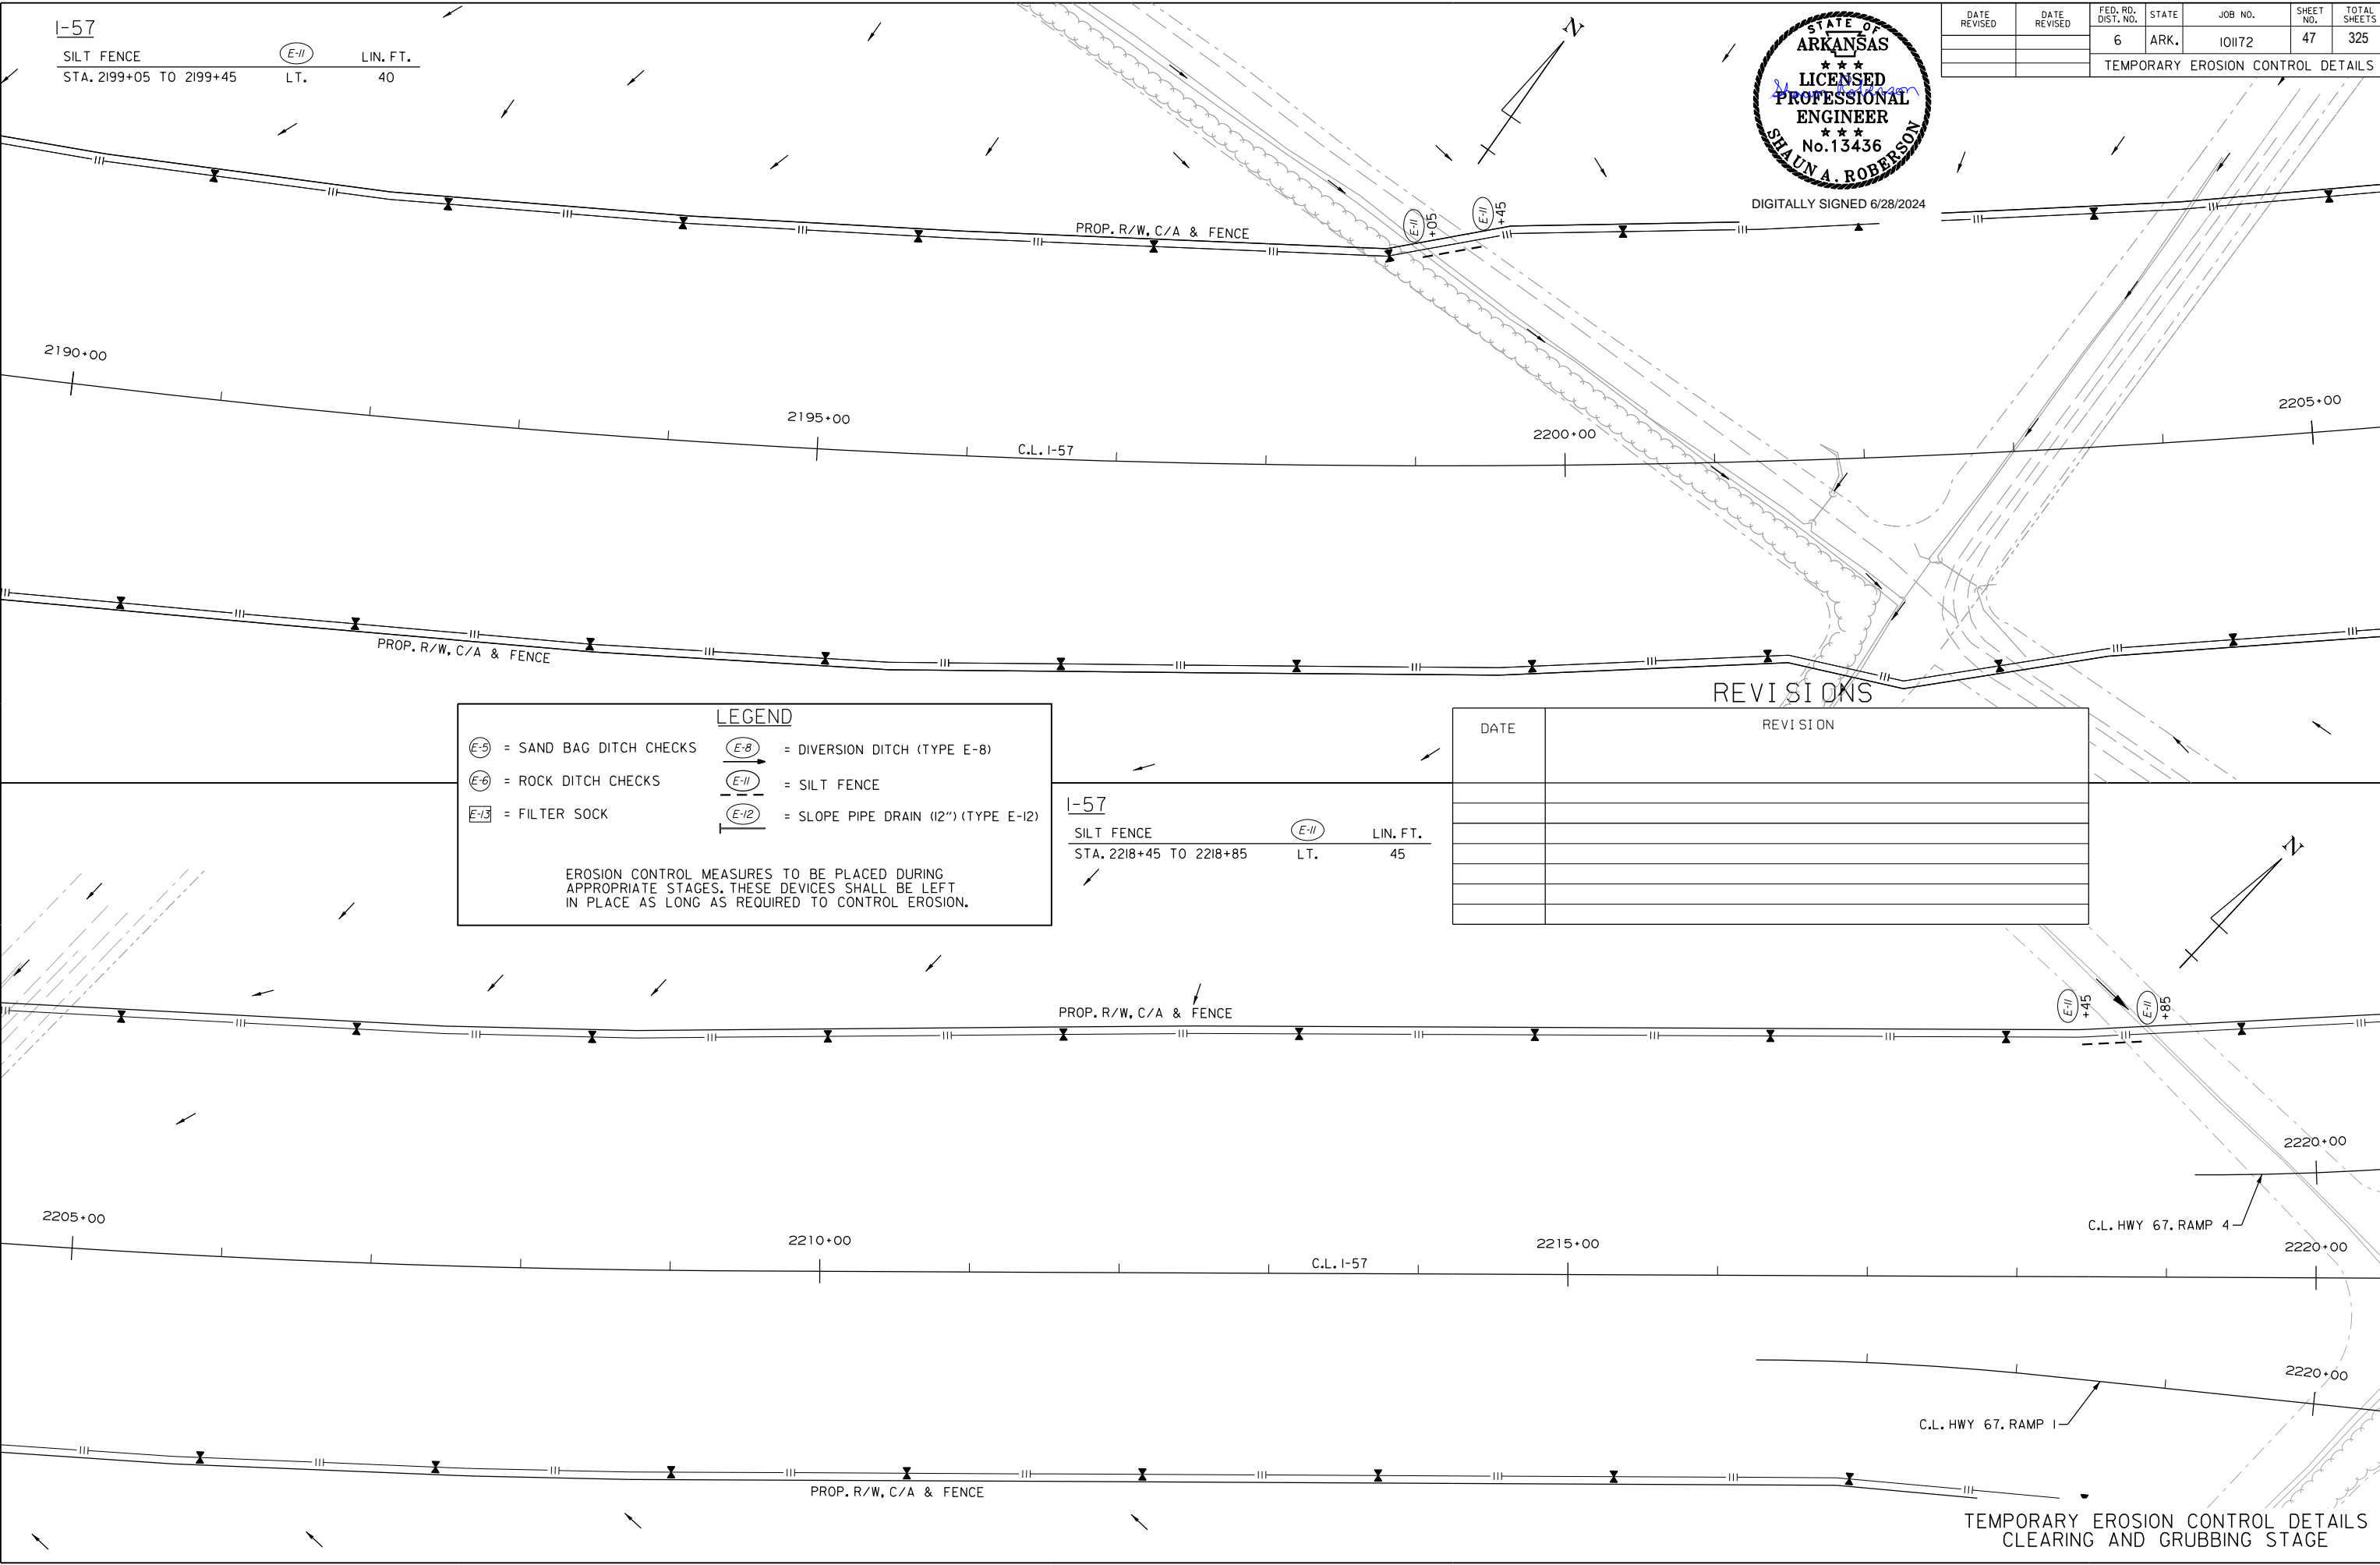 I-57
SILT FENCE E-11 LIN. FT.
STA. 2199+05 TO 2199+45 LT. 40
N
STATE OF
ARKANSAS
LICENSED
PROFESSIONAL
ENGINEER
No.13436
SHAUN A. ROBERSON
Shaun Roberson
DIGITALLY SIGNED 6/28/2024
DATE REVISED
DATE REVISED
FED. RD. DIST. NO.
STATE
JOB NO.
SHEET NO.
TOTAL SHEETS
6 ARK. 101172 47 325
TEMPORARY EROSION CONTROL DETAILS
PROP. R/W, C/A & FENCE
E-11 +05
E-11 +45
2190+00
2195+00
C.L. I-57
2200+00
2205+00
PROP. R/W, C/A & FENCE
LEGEND
E-5 = SAND BAG DITCH CHECKS
E-8 = DIVERSION DITCH (TYPE E-8)
E-6 = ROCK DITCH CHECKS
E-11 = SILT FENCE
E-13 = FILTER SOCK
E-12 = SLOPE PIPE DRAIN (12") (TYPE E-12)
EROSION CONTROL MEASURES TO BE PLACED DURING
APPROPRIATE STAGES. THESE DEVICES SHALL BE LEFT
IN PLACE AS LONG AS REQUIRED TO CONTROL EROSION.
REVISIONS
DATE REVISION
I-57
SILT FENCE E-11 LIN. FT.
STA. 2218+45 TO 2218+85 LT. 45
N
PROP. R/W, C/A & FENCE
E-11 +45
E-11 +85
2220+00
C.L. HWY 67. RAMP 4
2205+00
2210+00
C.L. I-57
2215+00
2220+00
2220+00
C.L. HWY 67. RAMP 1
PROP. R/W, C/A & FENCE
TEMPORARY EROSION CONTROL DETAILS
CLEARING AND GRUBBING STAGE